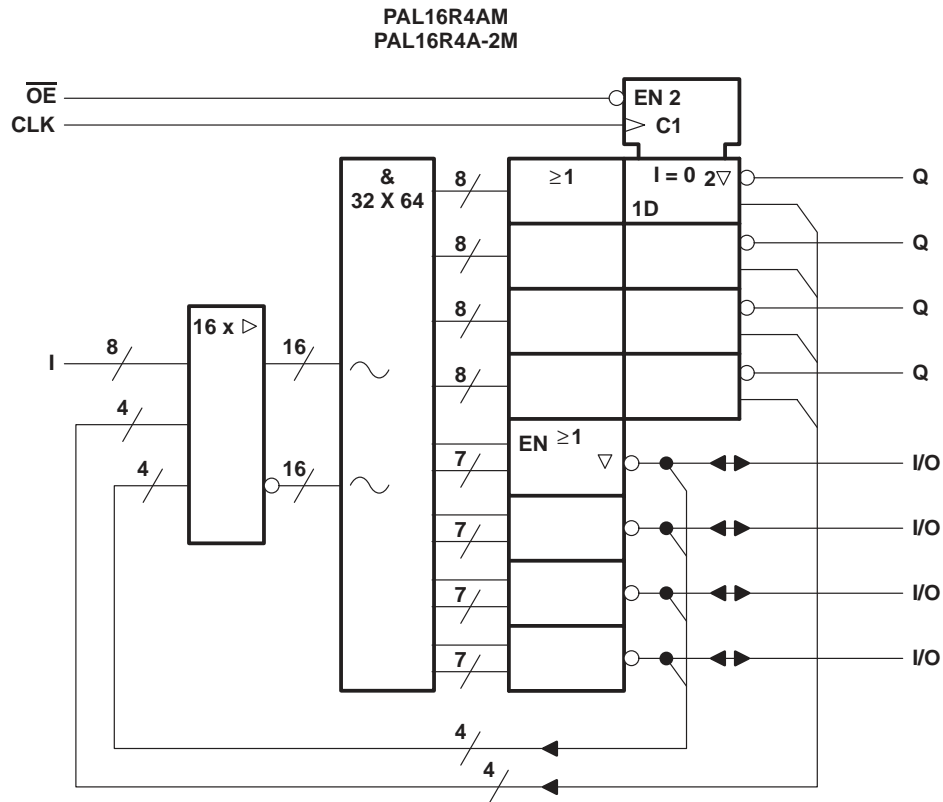 PAL16R4AM
PAL16R4A-2M
OE
EN 2
CLK
C1
&
32 X 64
8
≥1
I = 0 2▽
Q
1D
8
Q
8
Q
16 x ▷
I
8
16
8
Q
4
EN ≥1
▽
7
I/O
4
16
7
I/O
7
I/O
7
I/O
4
4